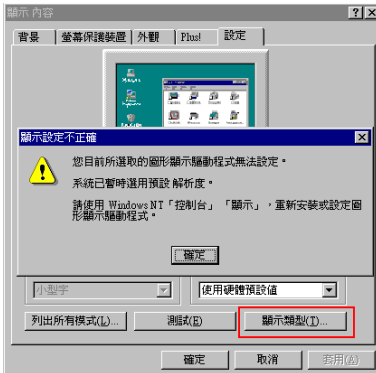 顯示 內容
背景 螢幕保護裝置 外觀 Plus! 設定
顯示設定不正確
您目前所選取的圖形顯示驅動程式無法設定。
系統已暫時選用預設 解析度。
請使用 Windows NT「控制台」「顯示」,重新安裝或設定圖
形顯示驅動程式。
確定
小型字 使用硬體預設值
列出所有模式(L)... 測試(E) 顯示類型(T)...
確定 取消 套用(A)